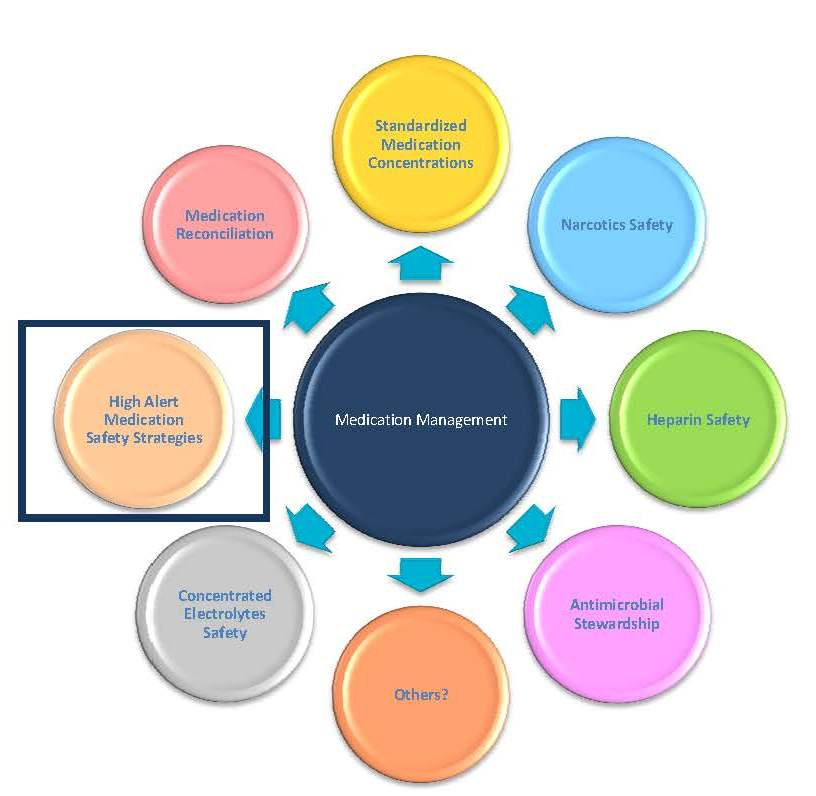 Standardized
Medication
Concentrations
Medication
Reconciliation
Narcotics Safety
High Alert
Medication
Safety Strategies
Medication Management
Heparin Safety
Concentrated
Electrolytes
Safety
Antimicrobial
Stewardship
Others?